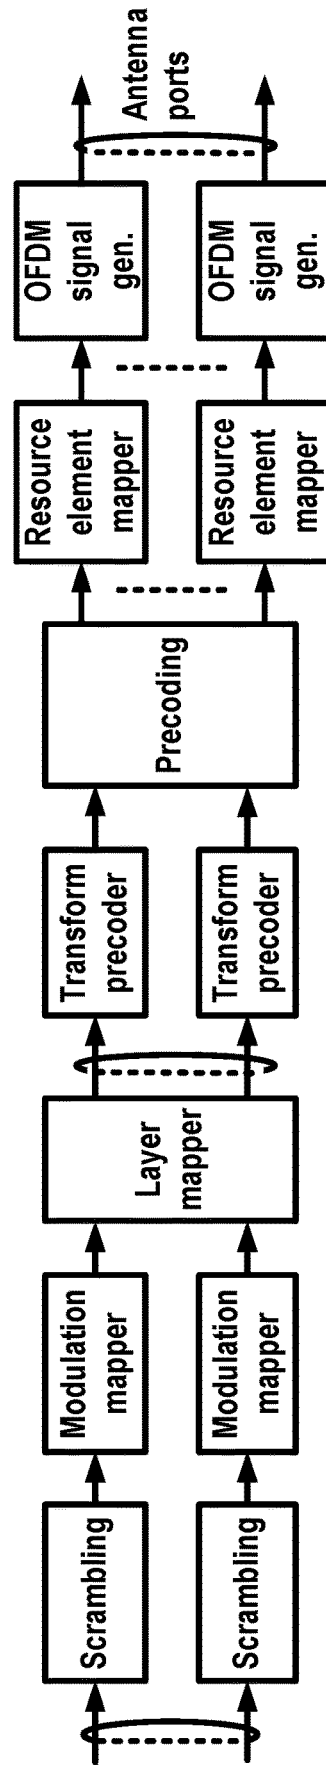 Scrambling
Scrambling
Modulation
mapper
Modulation
mapper
Layer
mapper
Transform
precoder
Transform
precoder
Precoding
Resource
element
mapper
Resource
element
mapper
OFDM
signal
gen.
OFDM
signal
gen.
Antenna
ports